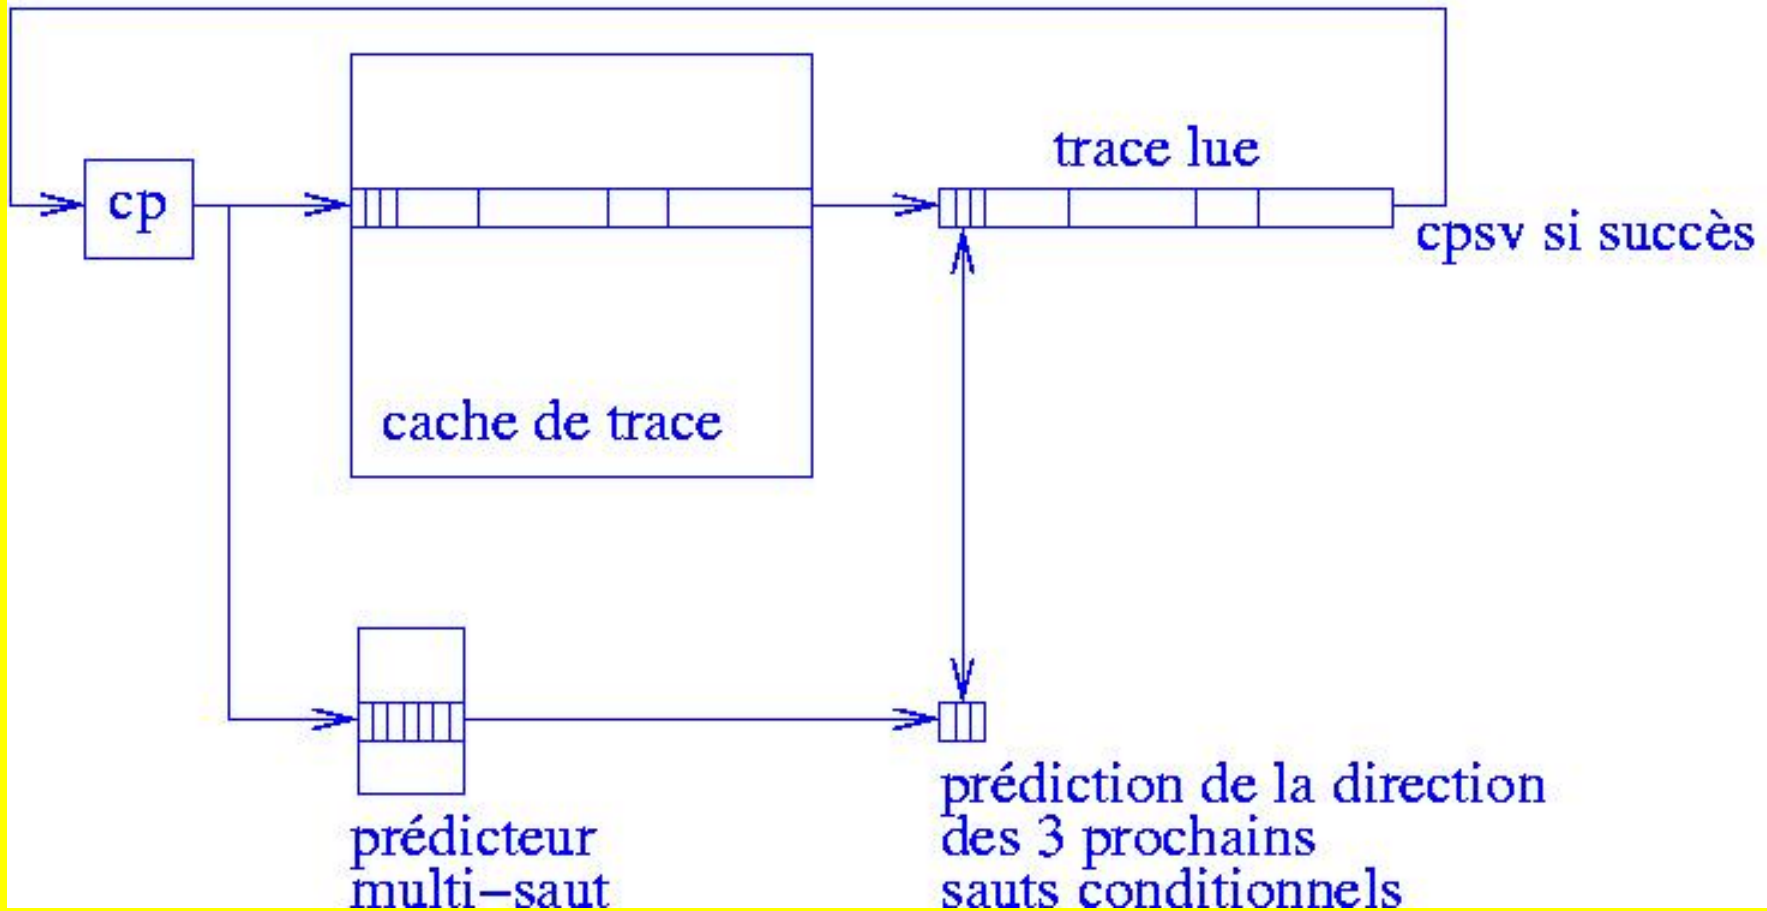 trace lue
cp
cpsv si succès
cache de trace
prédicteur
multi-saut
prédiction de la direction
des 3 prochains
sauts conditionnels